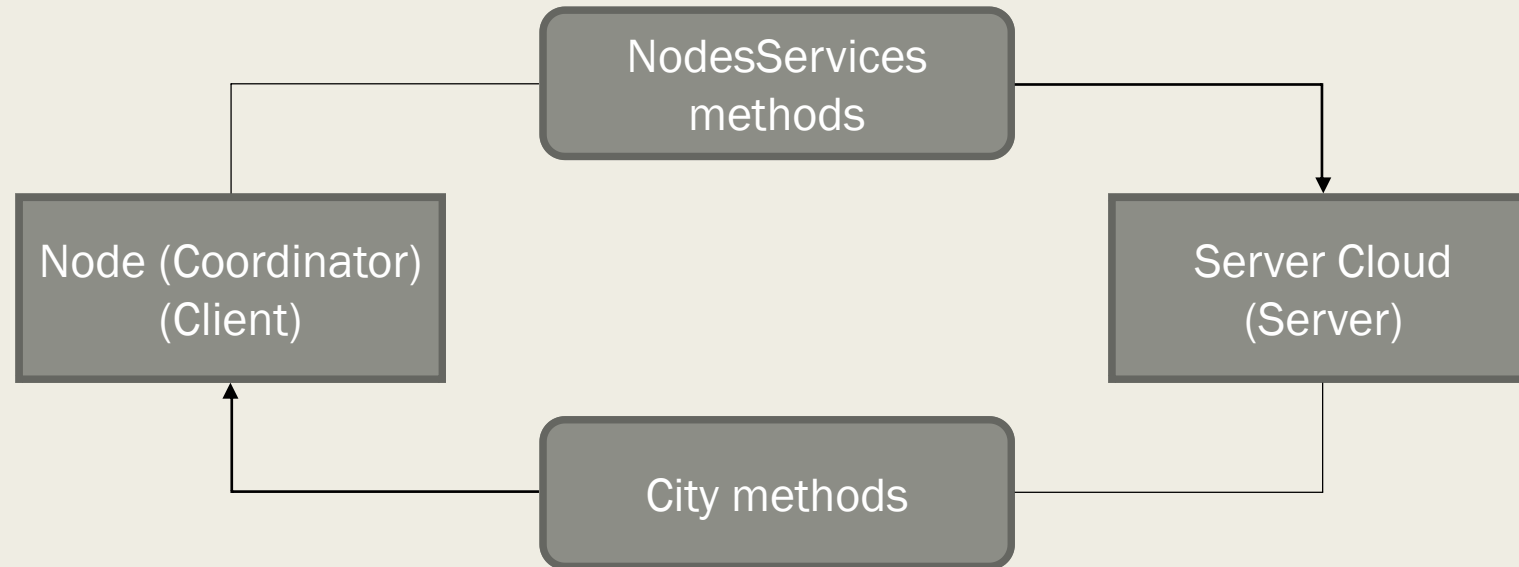 NodesServices
methods
Node (Coordinator)
(Client)
Server Cloud
(Server)
City methods